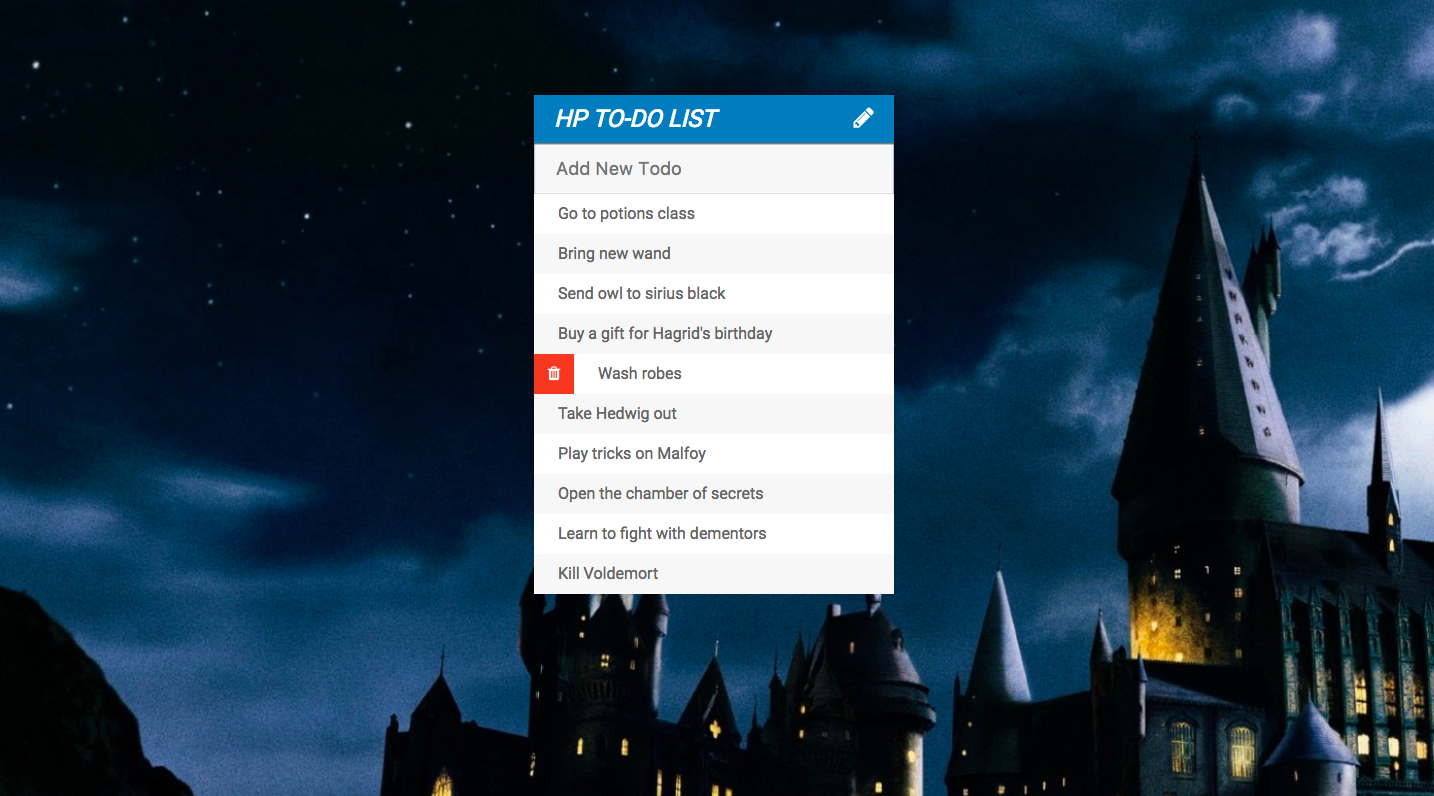 HP TO-DO LIST
Add New Todo
Go to potions class
Bring new wand
Send owl to sirius black
Buy a gift for Hagrid's birthday
Wash robes
Take Hedwig out
Play tricks on Malfoy
Open the chamber of secrets
Learn to fight with dementors
Kill Voldemort